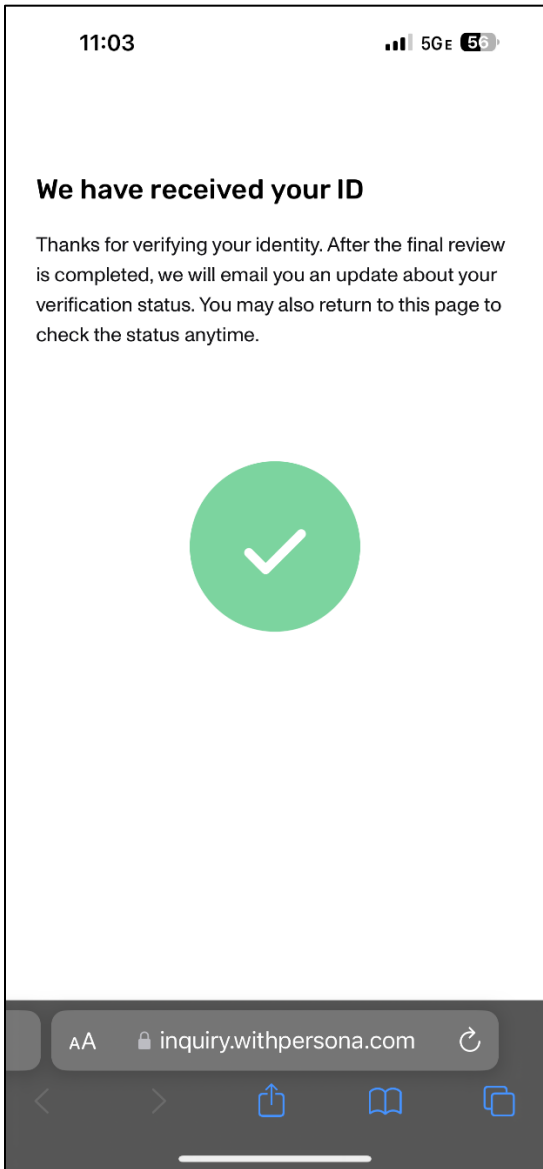 11:03
5GE 56
We have received your ID
Thanks for verifying your identity. After the final review
is completed, we will email you an update about your
verification status. You may also return to this page to
check the status anytime.
AA inquiry.withpersona.com